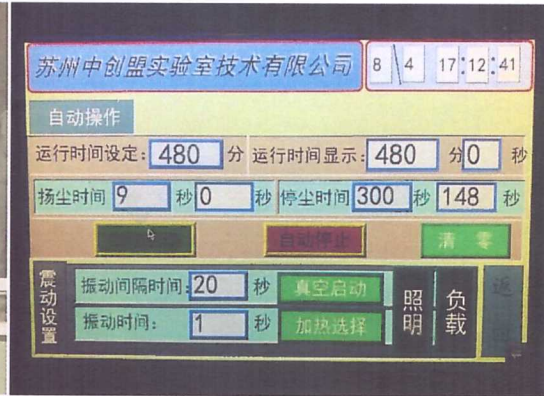 苏州中创盟实验室技术有限公司 8 4 17:12:41
自动操作
运行时间设定: 480 分 运行时间显示: 480 分 0 秒
扬尘时间 9 秒 0 秒 停尘时间 300 秒 148 秒
自动停止 清零
震动设置
振动间隔时间: 20 秒 真空启动
振动时间: 1 秒 加热选择
照明
负载
返